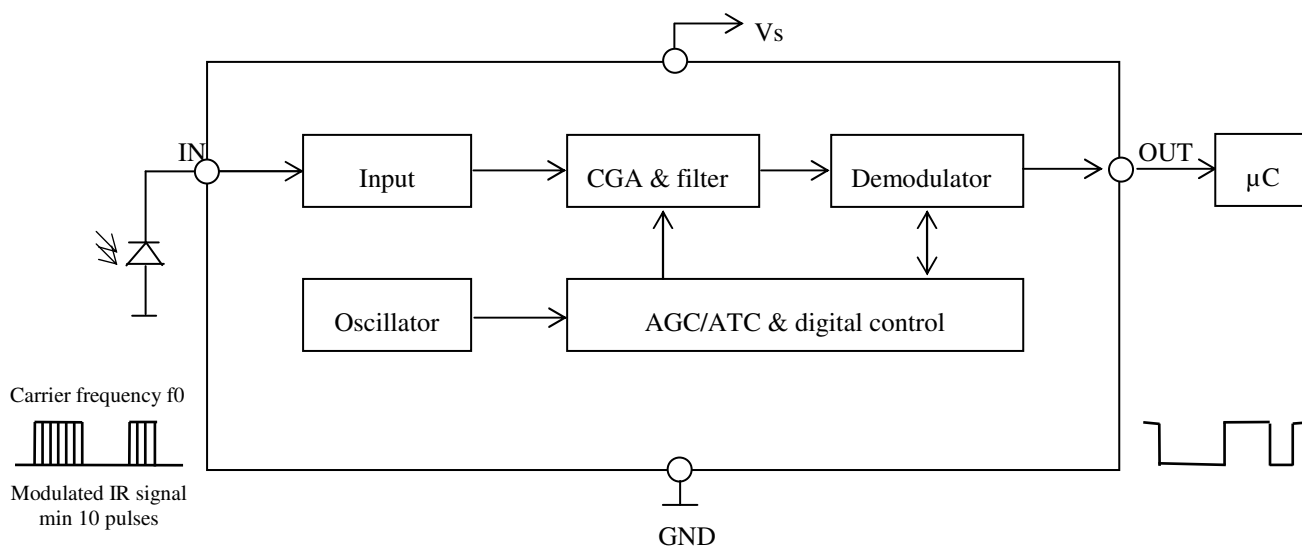 Vs
IN
OUT
Input
CGA & filter
Demodulator
µC
Oscillator
AGC/ATC & digital control
Carrier frequency f0
Modulated IR signal
min 10 pulses
GND